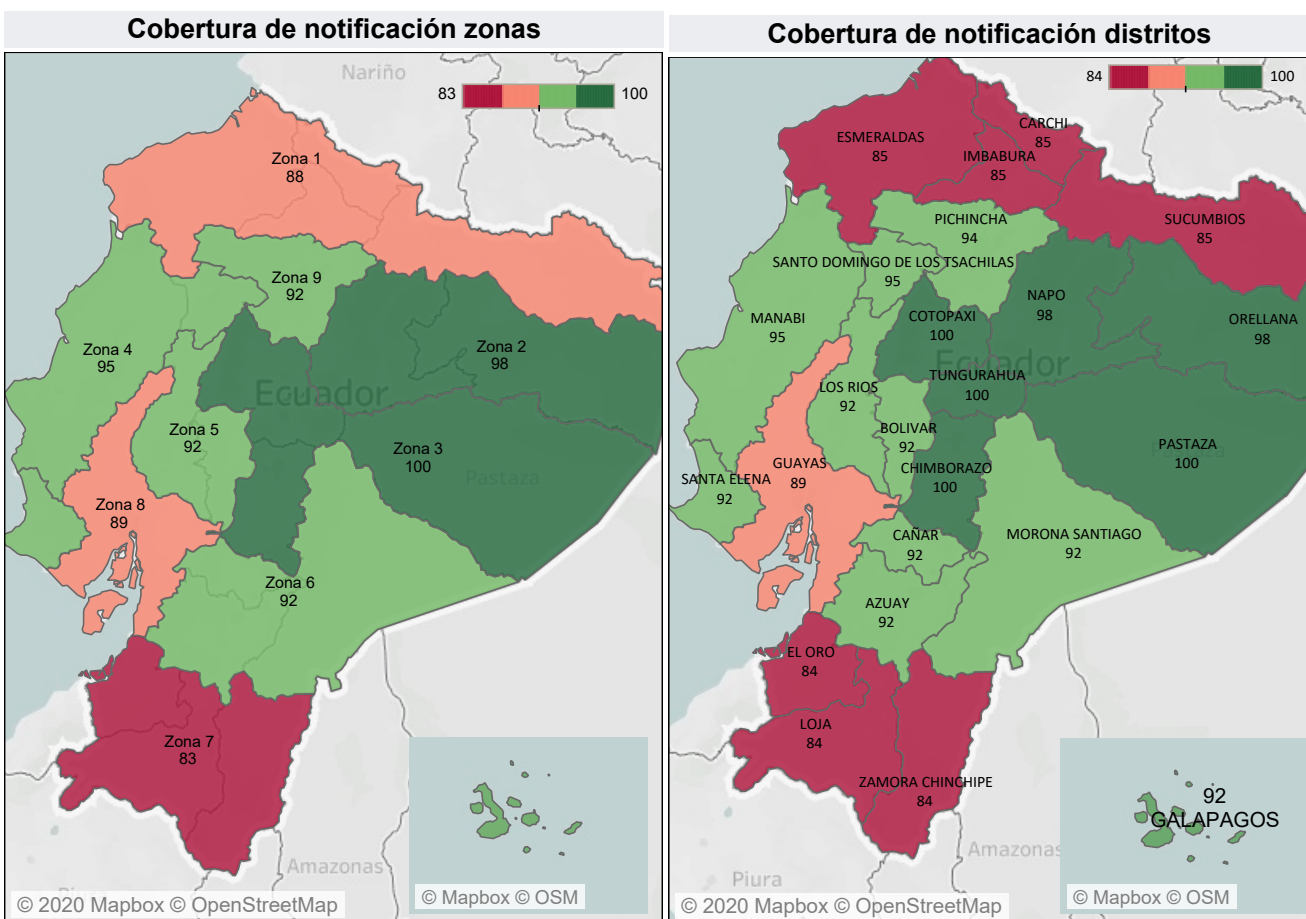 Cobertura de notificación zonas
Nariño
83
100
Zona 1
88
Zona 9
92
Zona 4
95
Zona 2
98
Ecuador
Zona 5
92
Zona 3
100
Pastaza
Zona 8
89
Zona 6
92
Zona 7
83
Amazonas
Piura
© 2020 Mapbox © OpenStreetMap
© Mapbox © OSM
Cobertura de notificación distritos
84
100
ESMERALDAS
85
CARCHI
85
IMBABURA
85
SUCUMBIOS
85
PICHINCHA
94
SANTO DOMINGO DE LOS TSACHILAS
95
NAPO
98
MANABI
95
COTOPAXI
100
ORELLANA
98
Ecuador
TUNGURAHUA
100
LOS RIOS
92
BOLIVAR
92
PASTAZA
100
Pastaza
GUAYAS
89
CHIMBORAZO
100
SANTA ELENA
92
CAÑAR
92
MORONA SANTIAGO
92
AZUAY
92
EL ORO
84
LOJA
84
ZAMORA CHINCHIPE
84
92
GALAPAGOS
Amazonas
Piura
© 2020 Mapbox © OpenStreetMap
© Mapbox © OSM